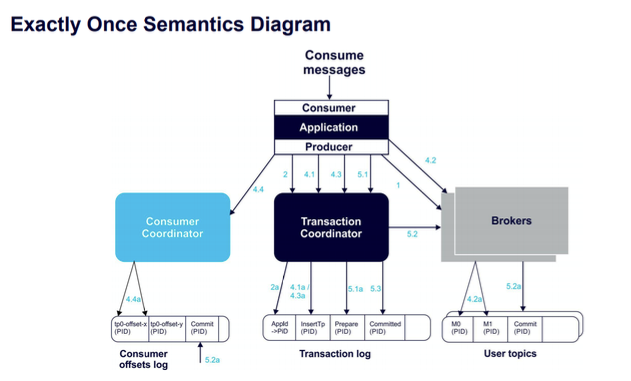 Exactly Once Semantics Diagram
Consume
messages
Consumer
Application
Producer
4.4
2
4.1
4.3
5.1
1
4.2
Consumer
Coordinator
Transaction
Coordinator
5.2
Brokers
4.4a
2a
4.1a /
4.3a
5.1a
5.3
4.2a
5.2a
tp0-offset-x
(PID)
tp0-offset-y
(PID)
Commit
(PID)
AppId
->PID
InsertTp
(PID)
Prepare
(PID)
Committed
(PID)
M0
(PID)
M1
(PID)
Commit
(PID)
Consumer
offsets log
5.2a
Transaction log
User topics